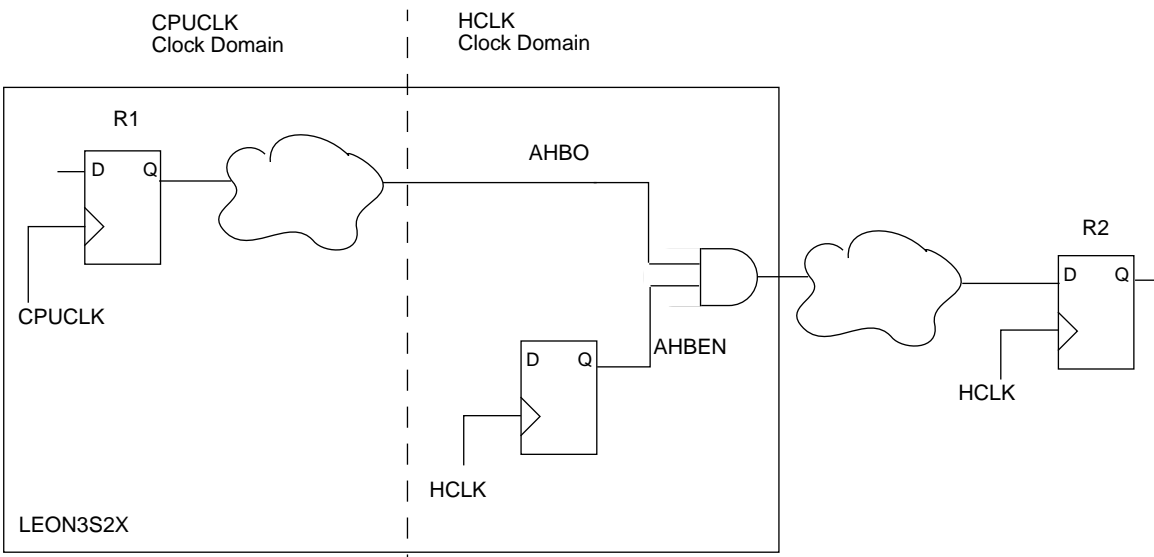 CPUCLK
Clock Domain
HCLK
Clock Domain
R1
D
Q
CPUCLK
AHBO
D
Q
AHBEN
HCLK
R2
D
Q
HCLK
LEON3S2X